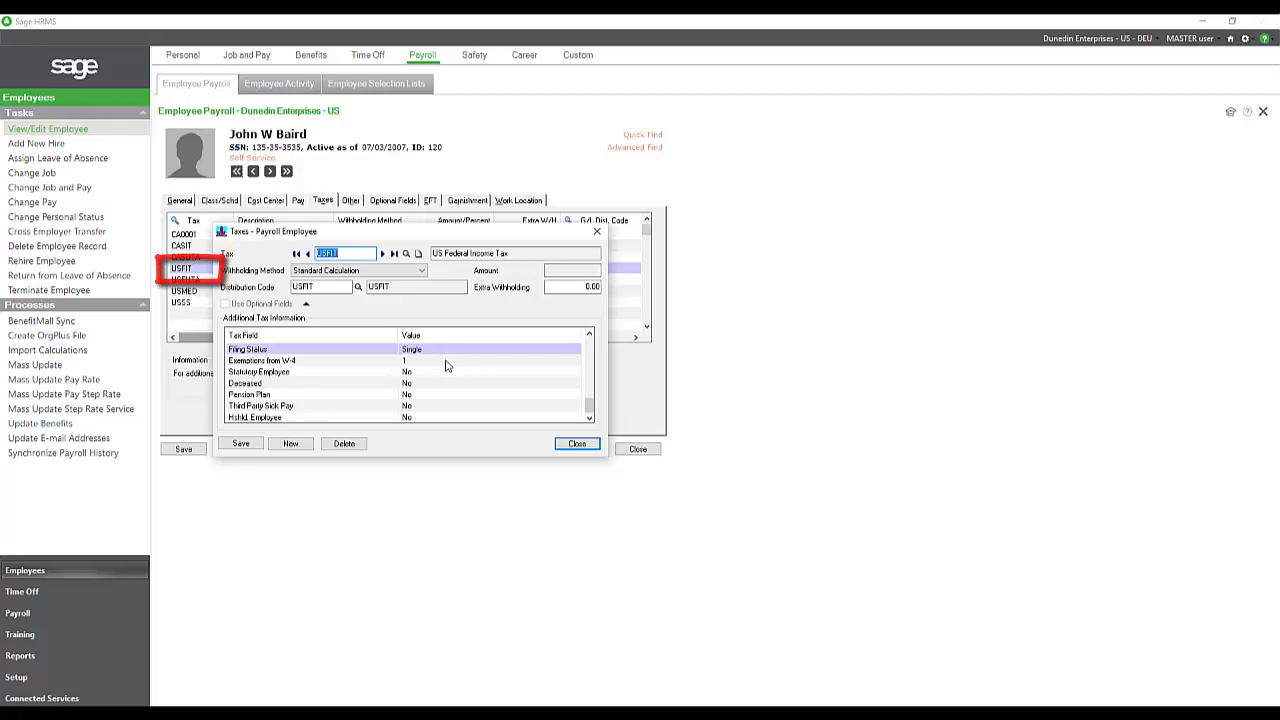 Sage HRMS
Dunedin Enterprises - US - DEU
MASTER user
sage
Personal
Job and Pay
Benefits
Time Off
Payroll
Safety
Career
Custom
Employee Payroll
Employee Activity
Employee Selection Lists
Employees
Tasks
View/Edit Employee
Add New Hire
Assign Leave of Absence
Change Job
Change Job and Pay
Change Pay
Change Personal Status
Cross Employer Transfer
Delete Employee Record
Rehire Employee
Return from Leave of Absence
Terminate Employee
Processes
BenefitMall Sync
Create OrgPlus File
Import Calculations
Mass Update
Mass Update Pay Rate
Mass Update Pay Step Rate
Mass Update Step Rate Service
Update Benefits
Update E-mail Addresses
Synchronize Payroll History
Employees
Time Off
Payroll
Training
Reports
Setup
Connected Services
Employee Payroll - Dunedin Enterprises - US
John W Baird
SSN: 135-35-3535, Active as of 07/03/2007, ID: 120
Self Service
Quick Find
Advanced Find
General
Class/Schd
Cost Center
Pay
Taxes
Other
Optional Fields
EFT
Garnishment
Work Location
Tax
Description
Withholding Method
Amount/Percent
Extra W/H
G/L Dist. Code
CA0001
CASIT
CASUTA
USFIT
USFUTA
USMED
USSS
Information
For additional
Save
Close
Taxes - Payroll Employee
Tax
USFIT
US Federal Income Tax
Withholding Method
Standard Calculation
Amount
Distribution Code
USFIT
USFIT
Extra Withholding
0.00
Use Optional Fields
Additional Tax Information
Tax Field
Value
Filing Status
Single
Exemptions from W-4
1
Statutory Employee
No
Deceased
No
Pension Plan
No
Third Party Sick Pay
No
Hshld. Employee
No
Save
New
Delete
Close